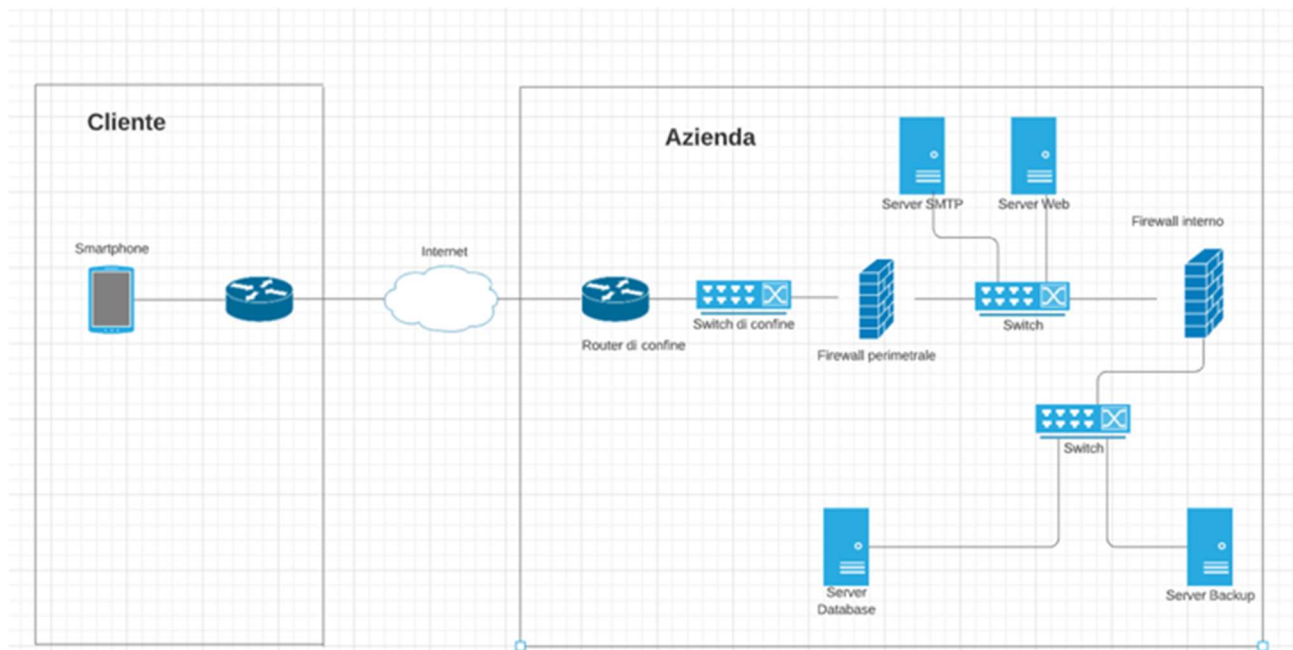 Cliente
Azienda
Server SMTP
Server Web
Firewall interno
Smartphone
Internet
Router di confine
Switch di confine
Firewall perimetrale
Switch
Switch
Server
Database
Server Backup